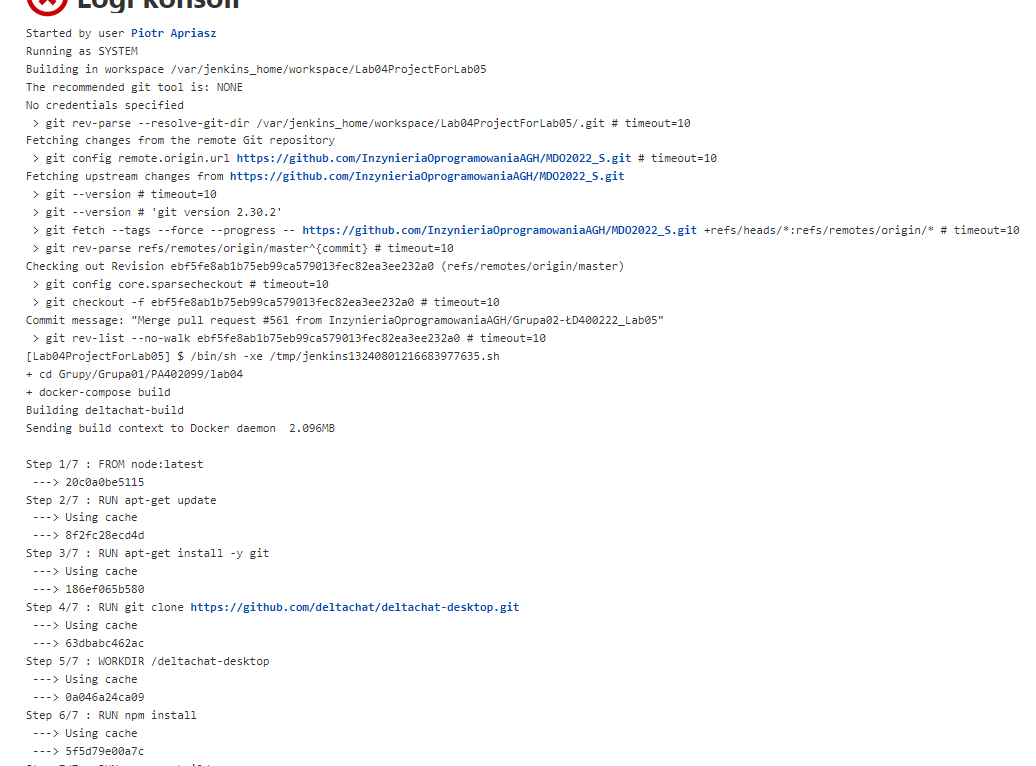 Logi konsoli
Started by user Piotr Apriasz
Running as SYSTEM
Building in workspace /var/jenkins_home/workspace/Lab04ProjectForLab05
The recommended git tool is: NONE
No credentials specified
 > git rev-parse --resolve-git-dir /var/jenkins_home/workspace/Lab04ProjectForLab05/.git # timeout=10
Fetching changes from the remote Git repository
 > git config remote.origin.url https://github.com/InzynieriaOprogramowaniaAGH/MDO2022_S.git # timeout=10
Fetching upstream changes from https://github.com/InzynieriaOprogramowaniaAGH/MDO2022_S.git
 > git --version # timeout=10
 > git --version # 'git version 2.30.2'
 > git fetch --tags --force --progress -- https://github.com/InzynieriaOprogramowaniaAGH/MDO2022_S.git +refs/heads/*:refs/remotes/origin/* # timeout=10
 > git rev-parse refs/remotes/origin/master^{commit} # timeout=10
Checking out Revision ebf5fe8ab1b75eb99ca579013fec82ea3ee232a0 (refs/remotes/origin/master)
 > git config core.sparsecheckout # timeout=10
 > git checkout -f ebf5fe8ab1b75eb99ca579013fec82ea3ee232a0 # timeout=10
Commit message: "Merge pull request #561 from InzynieriaOprogramowaniaAGH/Grupa02-ŁD400222_Lab05"
 > git rev-list --no-walk ebf5fe8ab1b75eb99ca579013fec82ea3ee232a0 # timeout=10
[Lab04ProjectForLab05] $ /bin/sh -xe /tmp/jenkins13240801216683977635.sh
+ cd Grupy/Grupa01/PA402099/lab04
+ docker-compose build
Building deltachat-build
Sending build context to Docker daemon  2.096MB
Step 1/7 : FROM node:latest
 ---> 20c0a0be5115
Step 2/7 : RUN apt-get update
 ---> Using cache
 ---> 8f2fc28ecd4d
Step 3/7 : RUN apt-get install -y git
 ---> Using cache
 ---> 186ef065b580
Step 4/7 : RUN git clone https://github.com/deltachat/deltachat-desktop.git
 ---> Using cache
 ---> 63dbabc462ac
Step 5/7 : WORKDIR /deltachat-desktop
 ---> Using cache
 ---> 0a046a24ca09
Step 6/7 : RUN npm install
 ---> Using cache
 ---> 5f5d79e00a7c